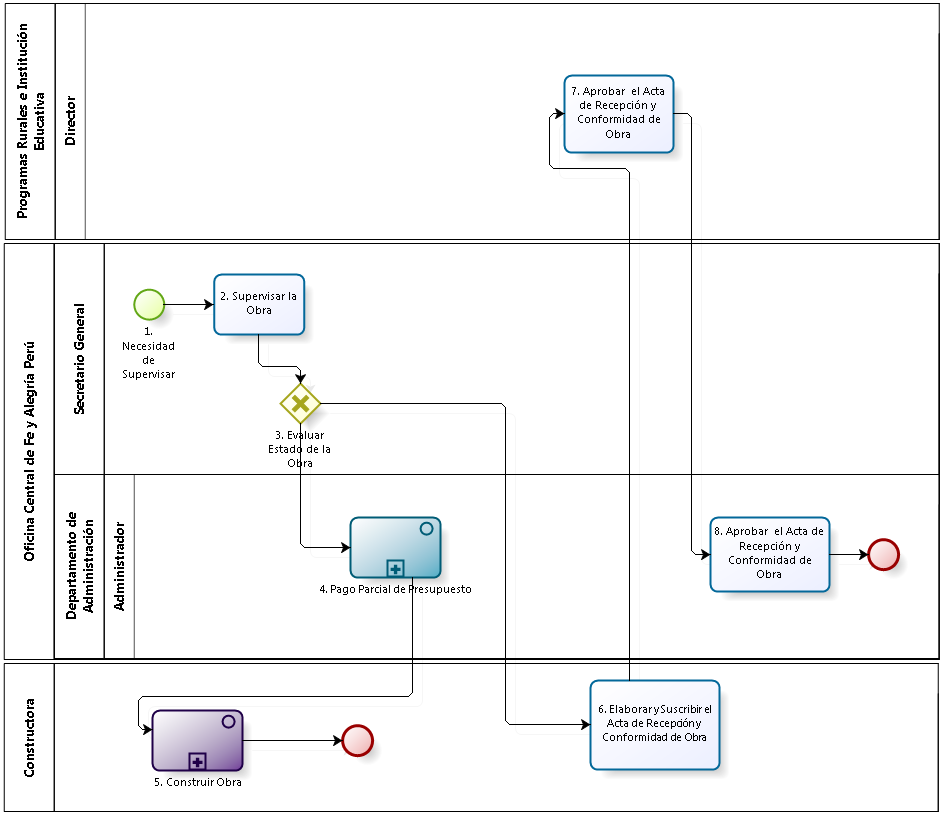 Programas Rurales e Institución
Educativa
Director
7. Aprobar el Acta
de Recepción y
Conformidad de
Obra
Oficina Central de Fe y Alegría Perú
Secretario General
1.
Necesidad
de
Supervisar
2. Supervisar la
Obra
3. Evaluar
Estado de la
Obra
Departamento de
Administración
Administrador
4. Pago Parcial de Presupuesto
8. Aprobar el Acta de
Recepción y
Conformidad de
Obra
Constructora
5. Construir Obra
6. Elaborar y Suscribir el
Acta de Recepción y
Conformidad de Obra